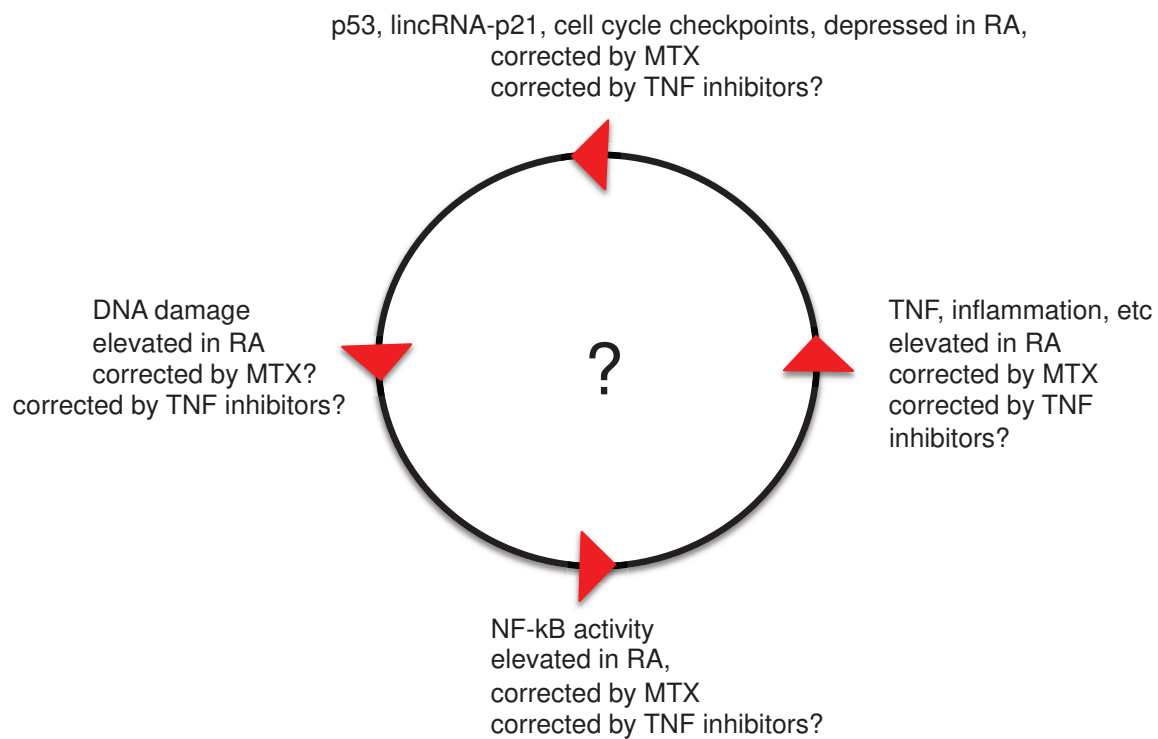 p53, lincRNA-p21, cell cycle checkpoints, depressed in RA,
corrected by MTX
corrected by TNF inhibitors?
DNA damage
elevated in RA
corrected by MTX?
corrected by TNF inhibitors?
?
TNF, inflammation, etc
elevated in RA
corrected by MTX
corrected by TNF
inhibitors?
NF-kB activity
elevated in RA,
corrected by MTX
corrected by TNF inhibitors?